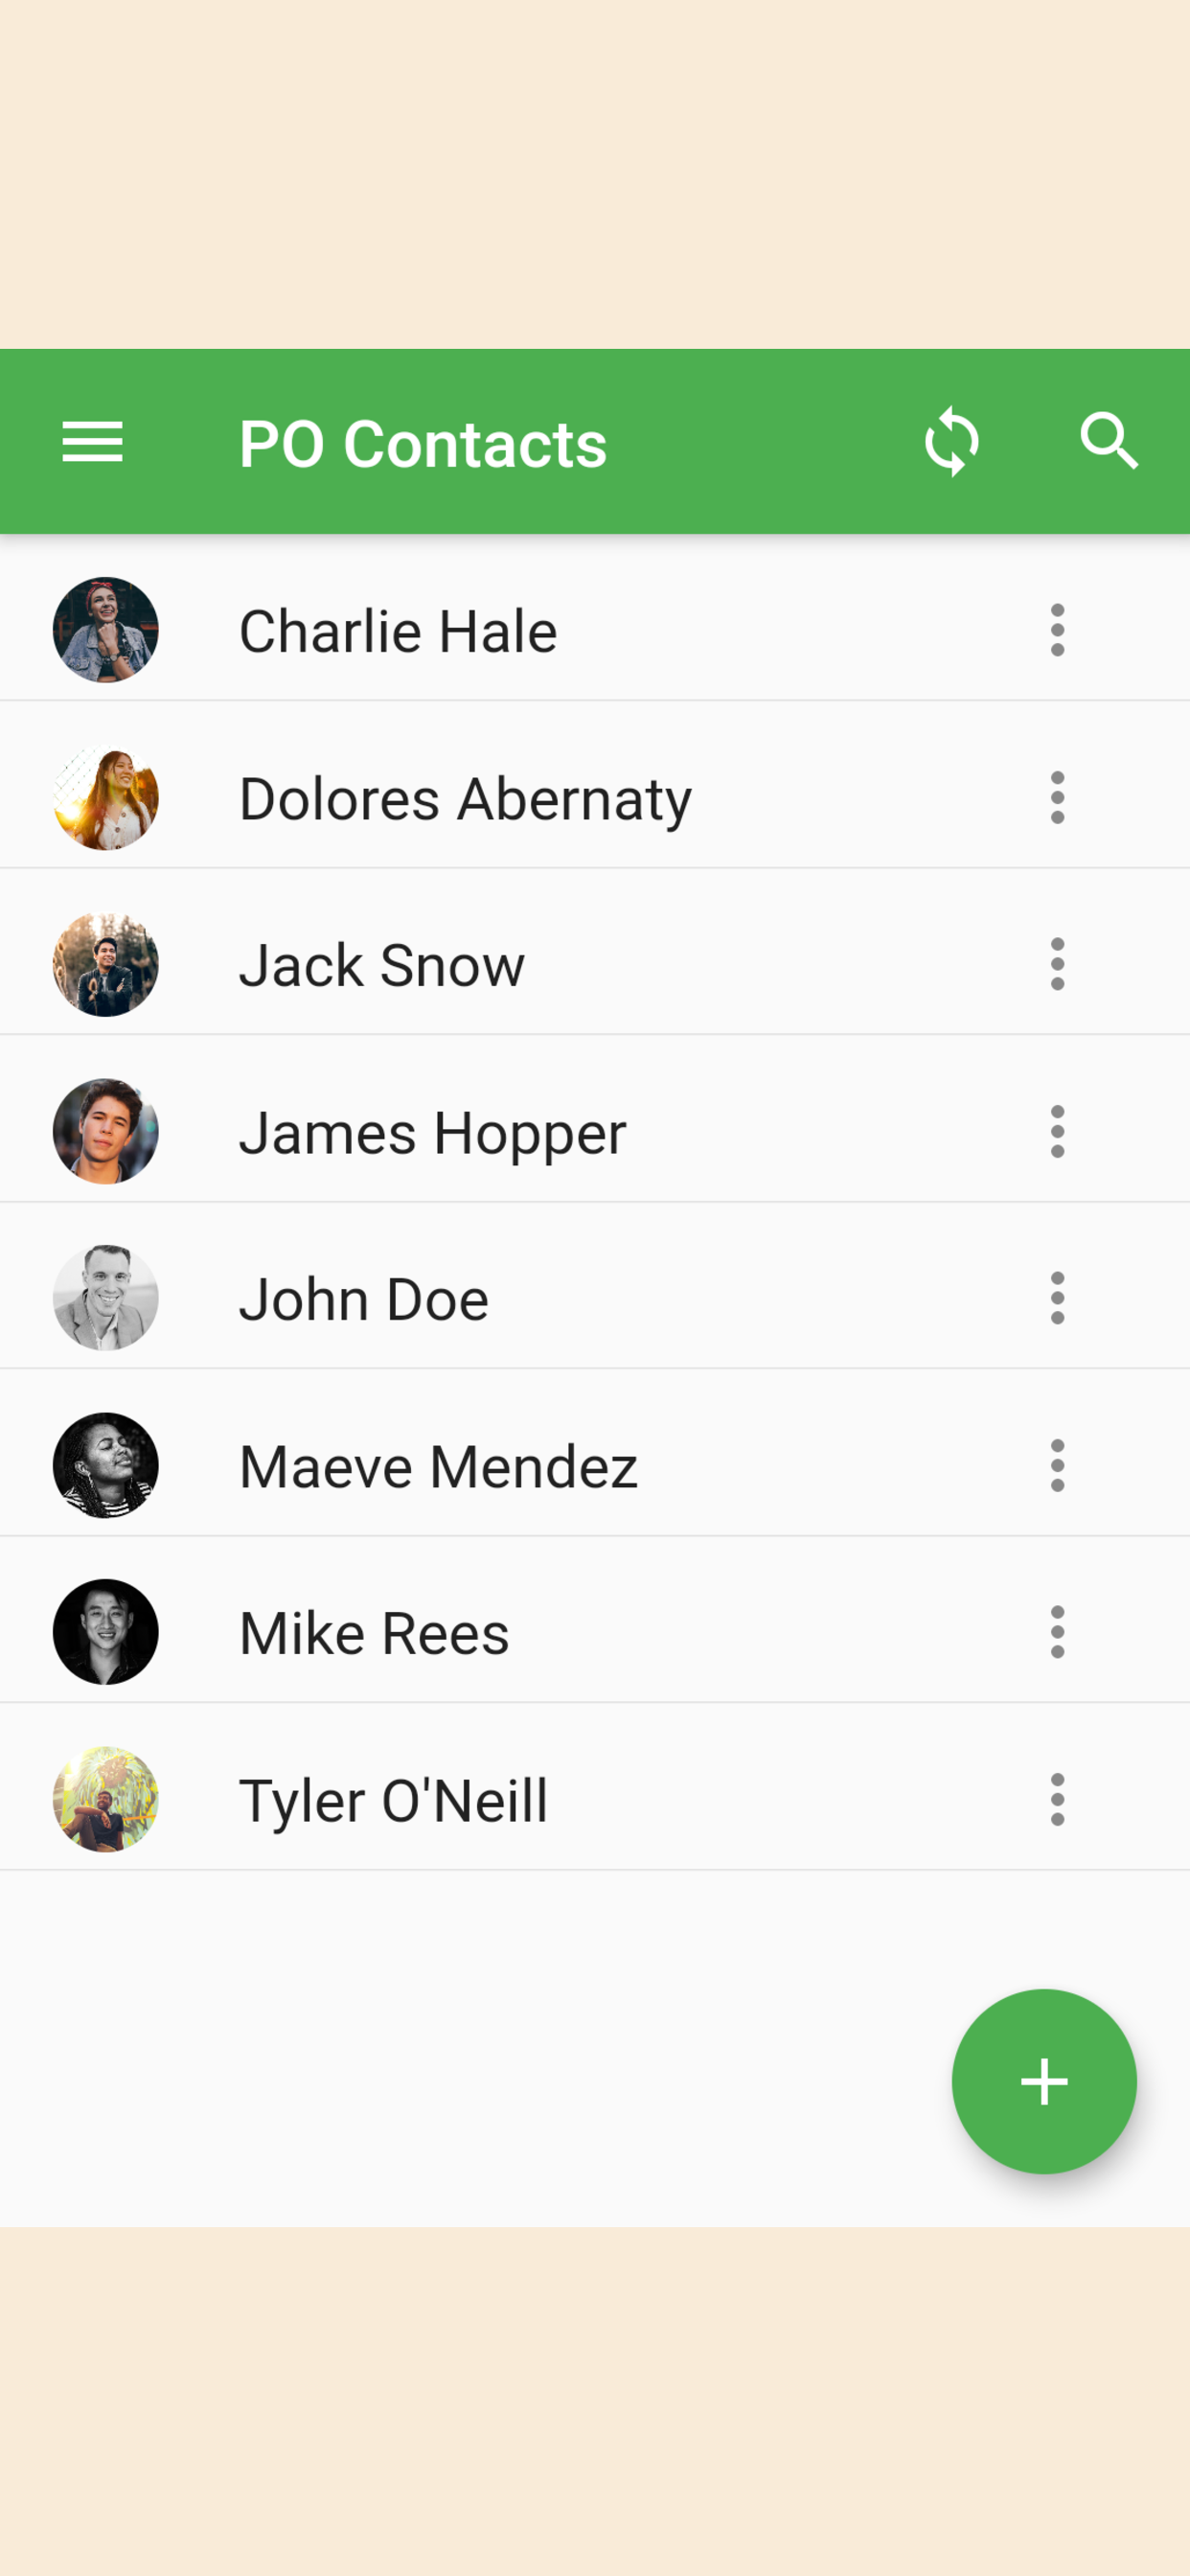 PO Contacts
Charlie Hale
Dolores Abernaty
Jack Snow
James Hopper
John Doe
Maeve Mendez
Mike Rees
Tyler O'Neill